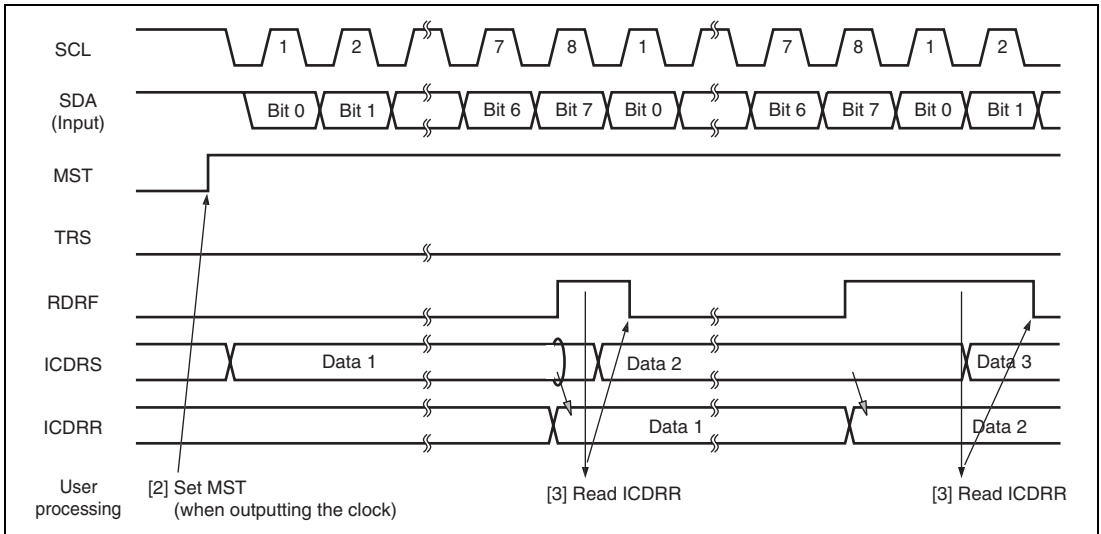 SCL 1 2 7 8 1 7 8 1 2
SDA
(Input)
Bit 0 Bit 1 Bit 6 Bit 7 Bit 0 Bit 6 Bit 7 Bit 0 Bit 1
MST
TRS
RDRF
ICDRS Data 1 Data 2 Data 3
ICDRR Data 1 Data 2
User
processing
[2] Set MST
(when outputting the clock)
[3] Read ICDRR
[3] Read ICDRR